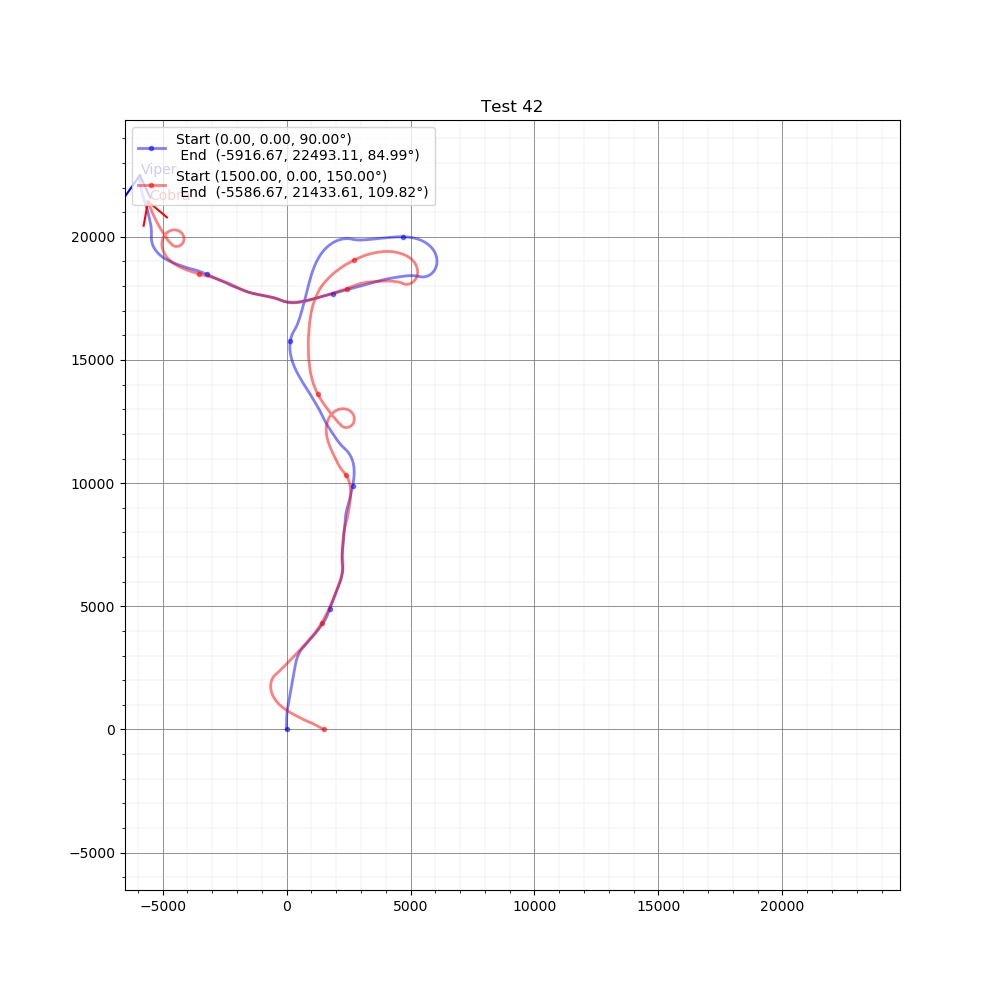 Test 42
Start (0.00, 0.00, 90.00°)
End  (-5916.67, 22493.11, 84.99°)
Start (1500.00, 0.00, 150.00°)
End  (-5586.67, 21433.61, 109.82°)
Viper
Cobra
20000
15000
10000
5000
0
−5000
−5000
0
5000
10000
15000
20000